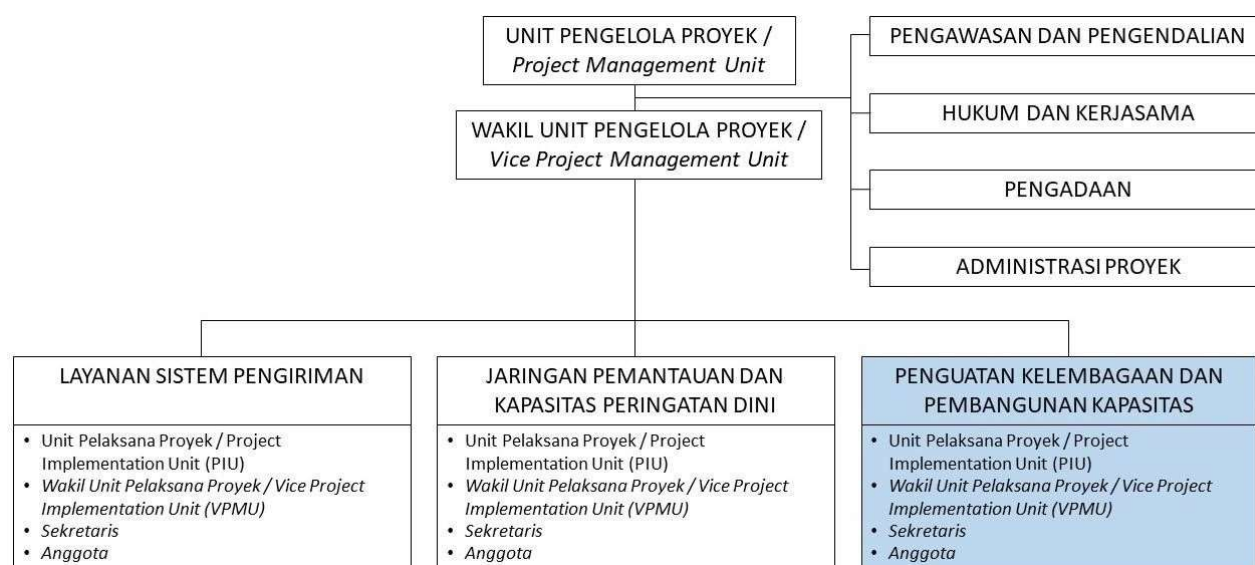 UNIT PENGELOLA PROYEK /
Project Management Unit
PENGAWASAN DAN PENGENDALIAN
HUKUM DAN KERJASAMA
WAKIL UNIT PENGELOLA PROYEK /
Vice Project Management Unit
PENGADAAN
ADMINISTRASI PROYEK
LAYANAN SISTEM PENGIRIMAN
• Unit Pelaksana Proyek / Project
Implementation Unit (PIU)
• Wakil Unit Pelaksana Proyek / Vice Project
Implementation Unit (VPMU)
• Sekretaris
• Anggota
JARINGAN PEMANTAUAN DAN
KAPASITAS PERINGATAN DINI
• Unit Pelaksana Proyek / Project
Implementation Unit (PIU)
• Wakil Unit Pelaksana Proyek / Vice Project
Implementation Unit (VPMU)
• Sekretaris
• Anggota
PENGUATAN KELEMBAGAAN DAN
PEMBANGUNAN KAPASITAS
• Unit Pelaksana Proyek / Project
Implementation Unit (PIU)
• Wakil Unit Pelaksana Proyek / Vice Project
Implementation Unit (VPMU)
• Sekretaris
• Anggota